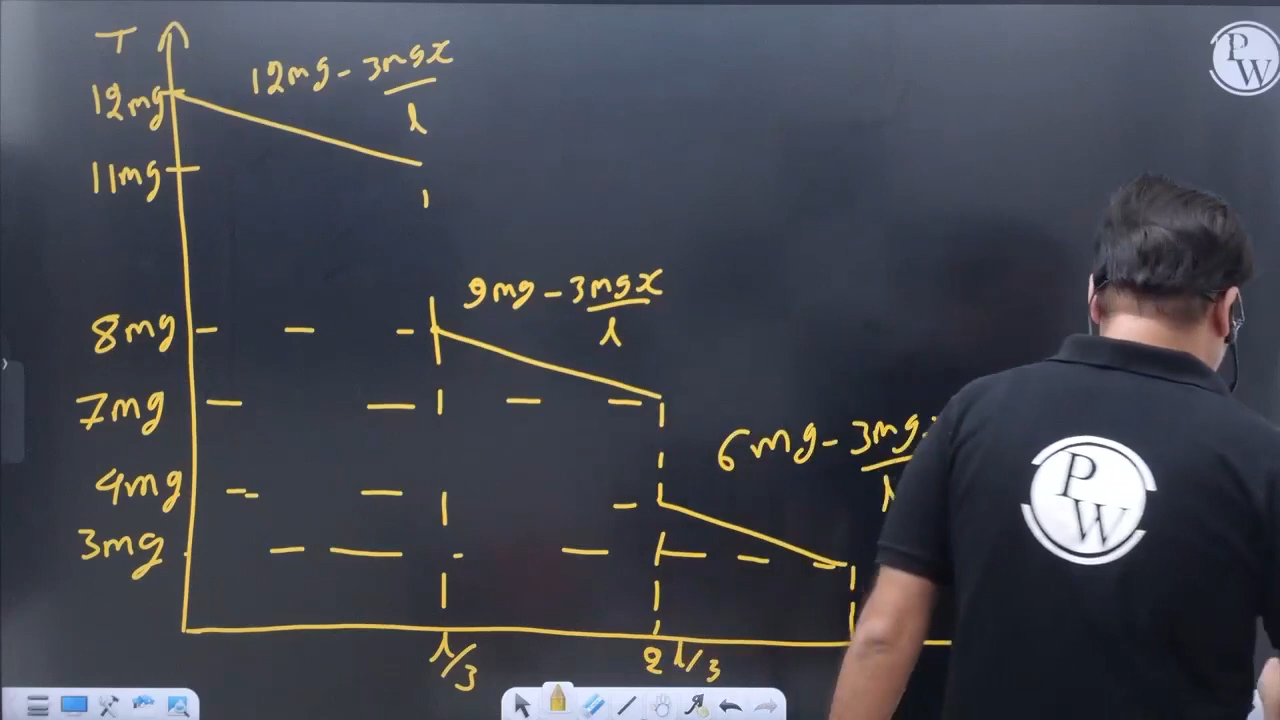 T
12mg
12mg - 3mgx/l
11mg
8mg
9mg - 3mgx/l
7mg
4mg
6mg - 3mg
l
3mg
l/3
2l/3
PW
PW